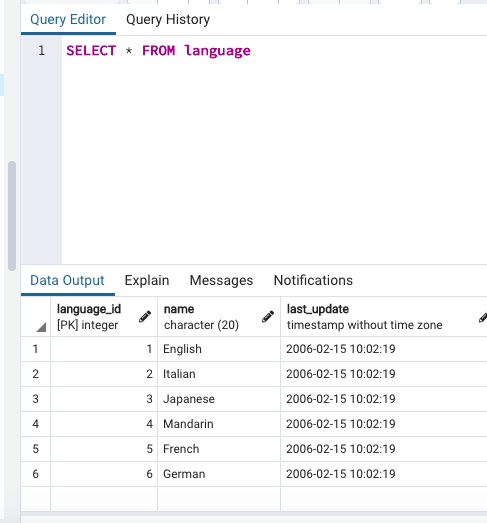 Query Editor Query History
1 SELECT * FROM language
Data Output Explain Messages Notifications
language_id name last_update
[PK] integer character (20) timestamp without time zone
1 1 English 2006-02-15 10:02:19
2 2 Italian 2006-02-15 10:02:19
3 3 Japanese 2006-02-15 10:02:19
4 4 Mandarin 2006-02-15 10:02:19
5 5 French 2006-02-15 10:02:19
6 6 German 2006-02-15 10:02:19